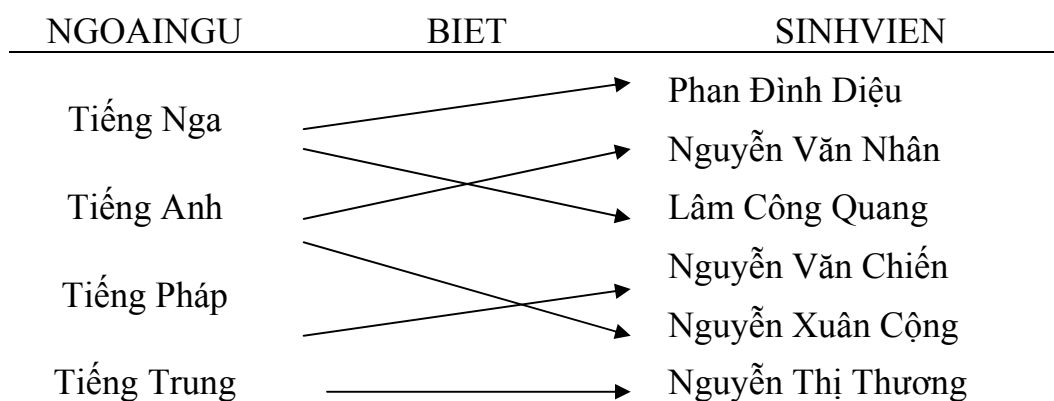 NGOAINGU BIET SINHVIEN
Phan Đình Diệu
Tiếng Nga
Nguyễn Văn Nhân
Tiếng Anh
Lâm Công Quang
Nguyễn Văn Chiến
Tiếng Pháp
Nguyễn Xuân Cộng
Tiếng Trung
Nguyễn Thị Thương